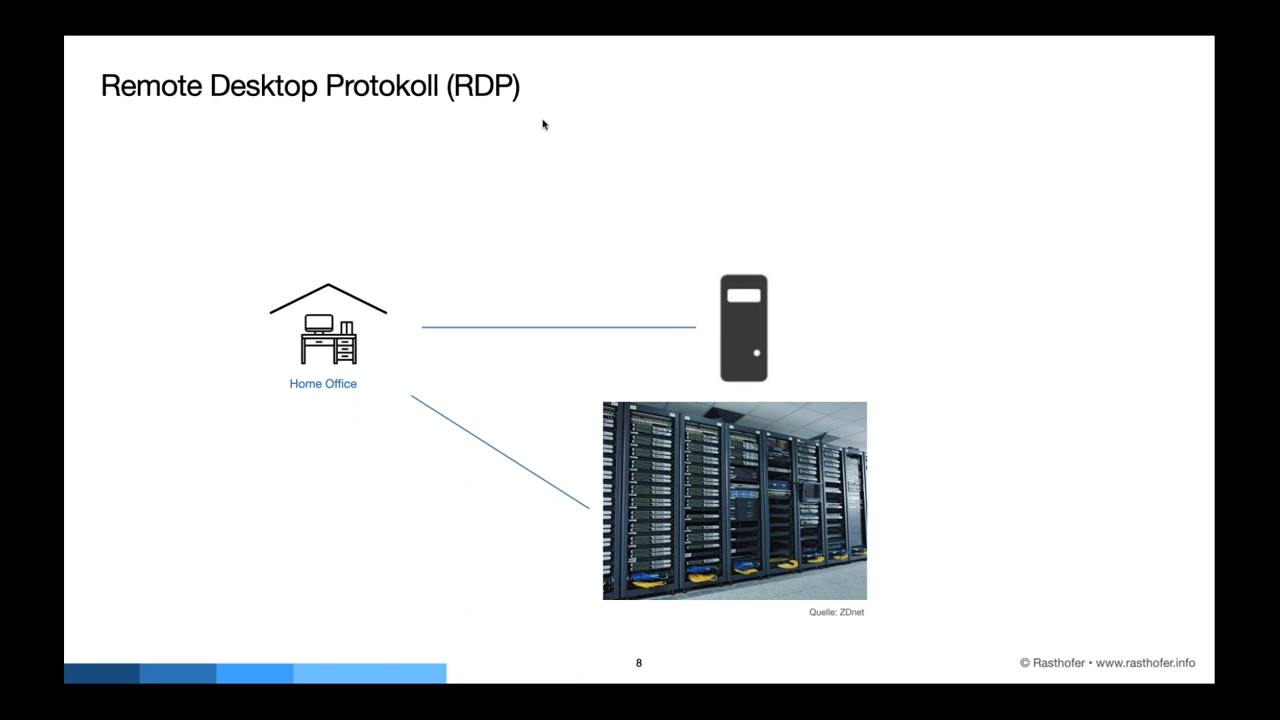 Remote Desktop Protokoll (RDP)
Home Office
Quelle: ZDnet
8
© Rasthofer • www.rasthofer.info